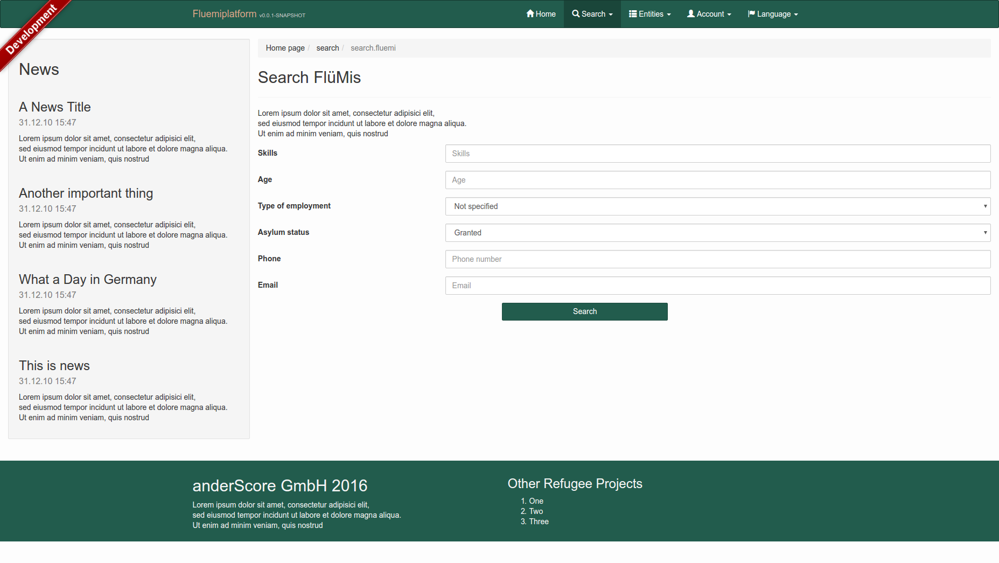 Development
Fluemiplatform v0.0.1-SNAPSHOT
Home
Search
Entities
Account
Language
News
A News Title
31.12.10 15:47
Lorem ipsum dolor sit amet, consectetur adipisici elit,
sed eiusmod tempor incidunt ut labore et dolore magna aliqua.
Ut enim ad minim veniam, quis nostrud
Another important thing
31.12.10 15:47
Lorem ipsum dolor sit amet, consectetur adipisici elit,
sed eiusmod tempor incidunt ut labore et dolore magna aliqua.
Ut enim ad minim veniam, quis nostrud
What a Day in Germany
31.12.10 15:47
Lorem ipsum dolor sit amet, consectetur adipisici elit,
sed eiusmod tempor incidunt ut labore et dolore magna aliqua.
Ut enim ad minim veniam, quis nostrud
This is news
31.12.10 15:47
Lorem ipsum dolor sit amet, consectetur adipisici elit,
sed eiusmod tempor incidunt ut labore et dolore magna aliqua.
Ut enim ad minim veniam, quis nostrud
Home page / search / search.fluemi
Search FlüMis
Lorem ipsum dolor sit amet, consectetur adipisici elit,
sed eiusmod tempor incidunt ut labore et dolore magna aliqua.
Ut enim ad minim veniam, quis nostrud
Skills
Skills
Age
Age
Type of employment
Not specified
Asylum status
Granted
Phone
Phone number
Email
Email
Search
anderScore GmbH 2016
Lorem ipsum dolor sit amet, consectetur adipisici elit,
sed eiusmod tempor incidunt ut labore et dolore magna aliqua.
Ut enim ad minim veniam, quis nostrud
Other Refugee Projects
1. One
2. Two
3. Three